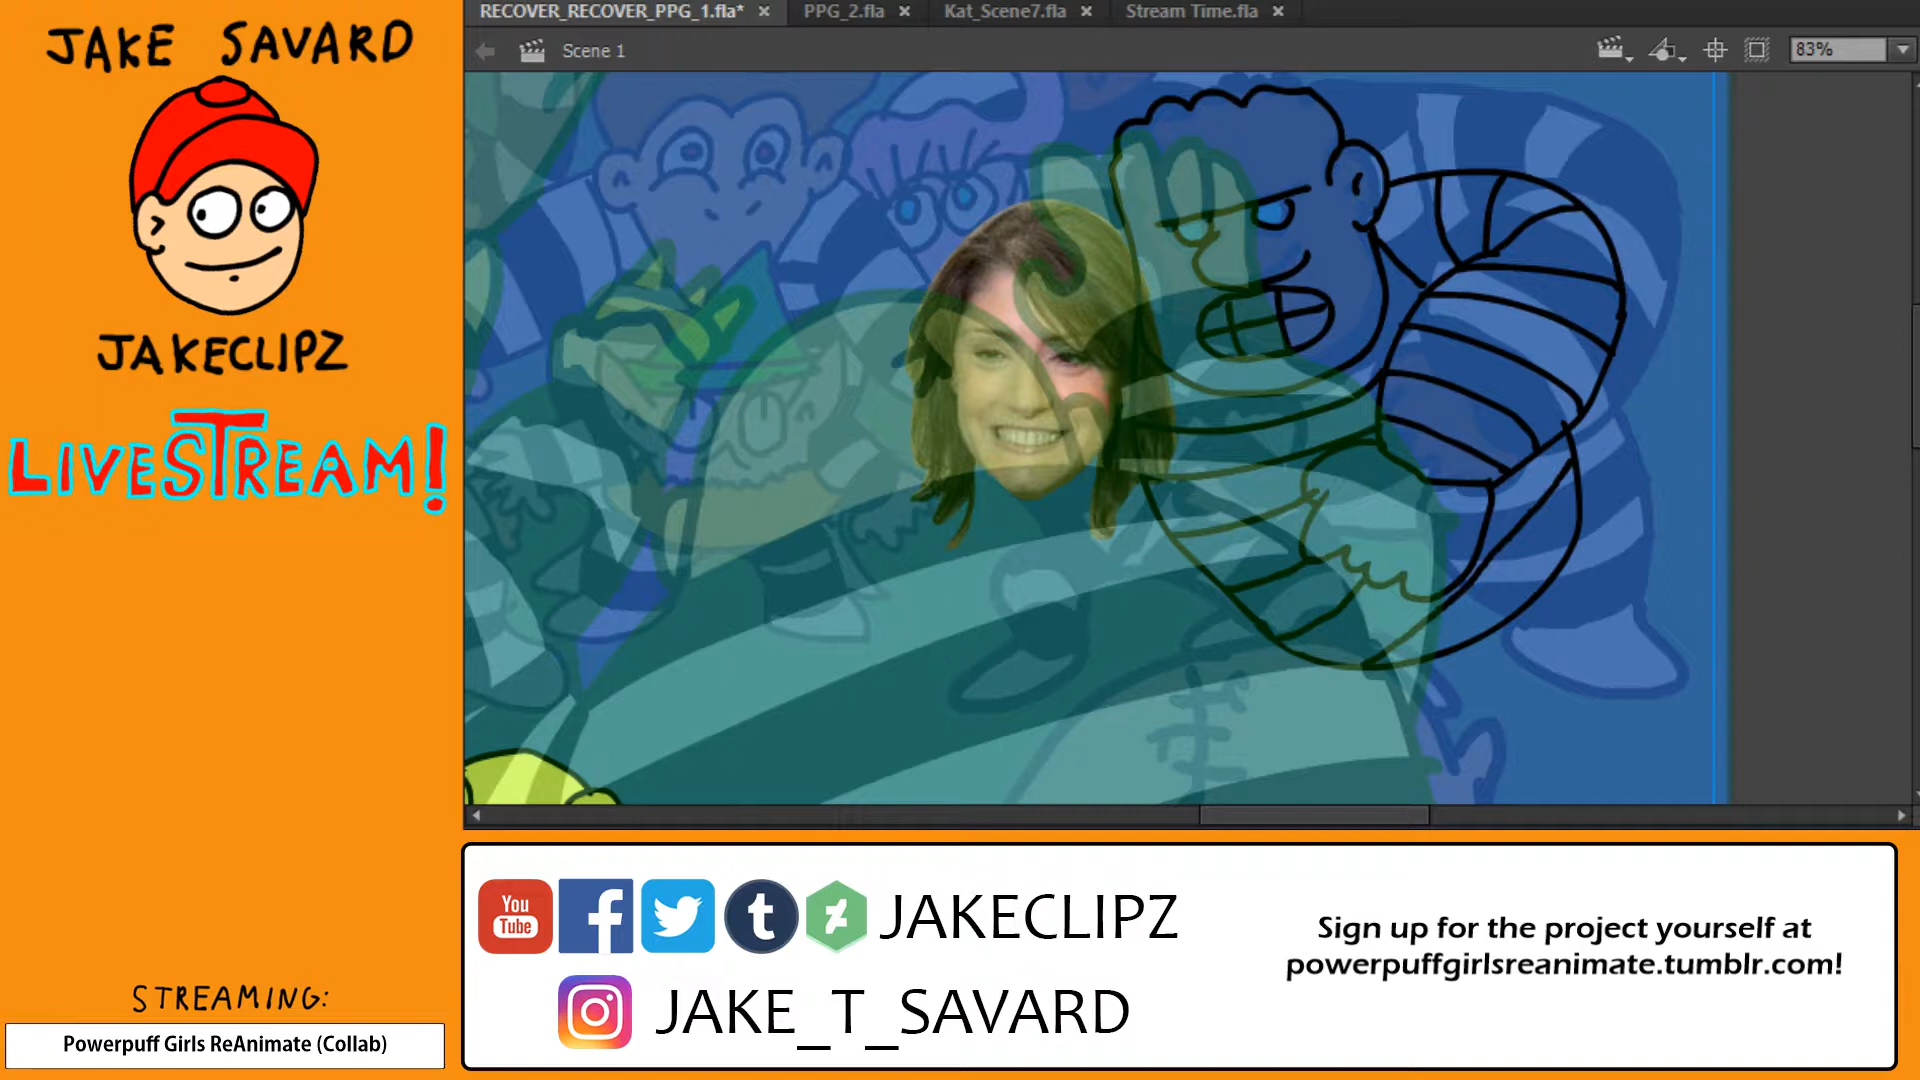 JAKE SAVARD
JAKECLIPZ
LIVESTREAM!
STREAMING:
Powerpuff Girls ReAnimate (Collab)
RECOVER_RECOVER_PPG_1.fla* × PPG_2.fla × Kat_Scene7.fla × Stream Time.fla ×
Scene 1
83%
You
Tube
f
t
JAKECLIPZ
JAKE_T_SAVARD
Sign up for the project yourself at
powerpuffgirlsreanimate.tumblr.com!